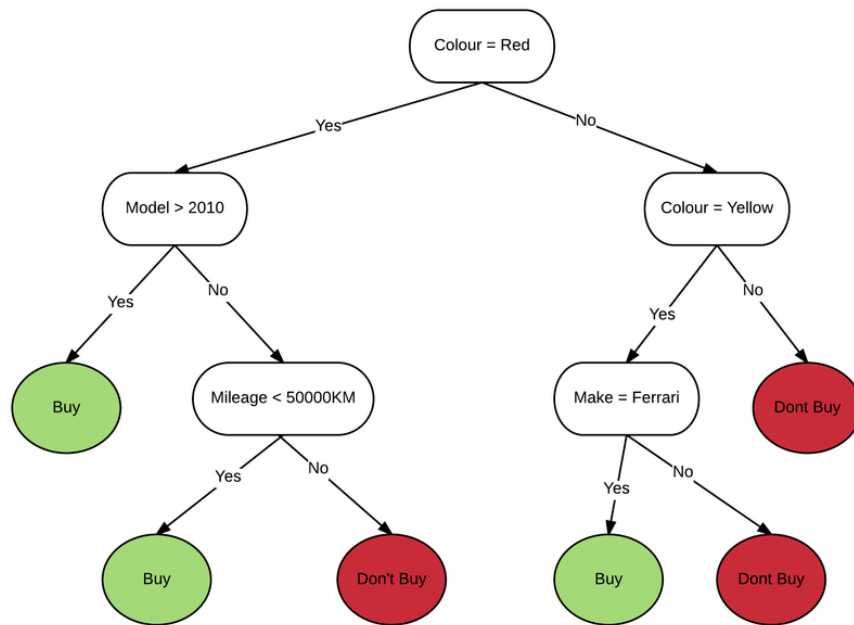 Colour = Red
Yes
No
Model > 2010
Colour = Yellow
Yes
No
Yes
No
Buy
Mileage < 50000KM
Make = Ferrari
Dont Buy
Yes
No
Yes
No
Buy
Don't Buy
Buy
Dont Buy